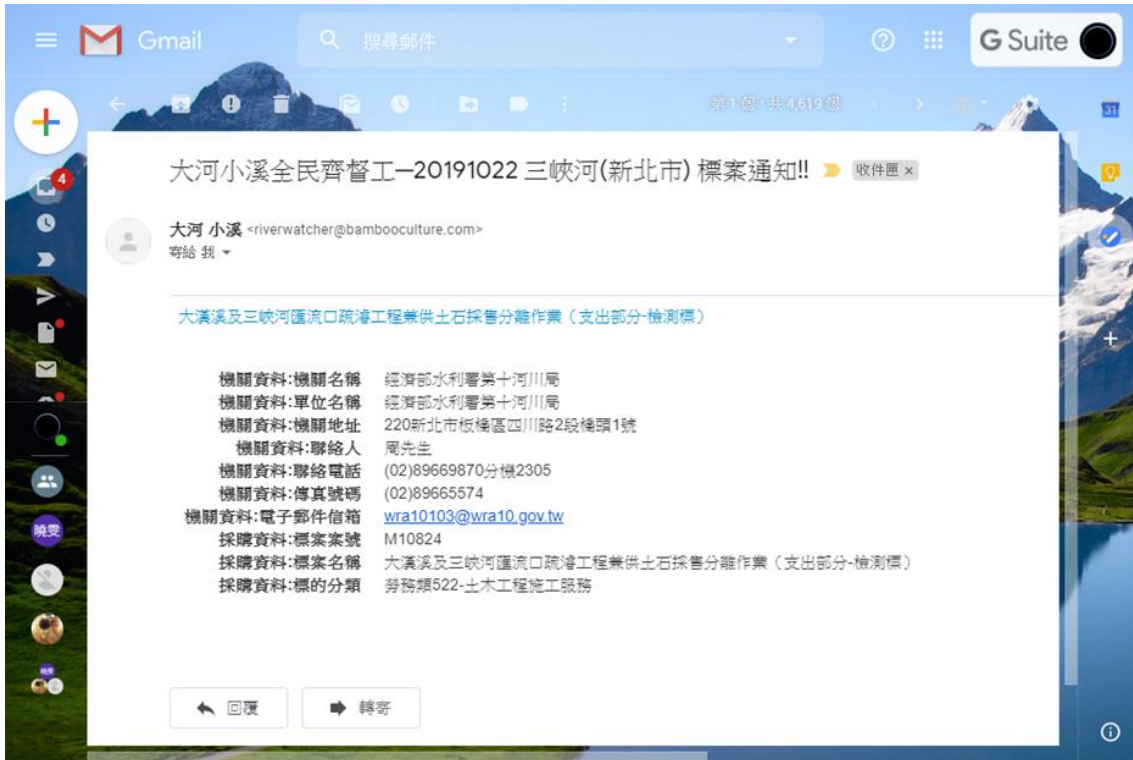 Gmail
搜尋郵件
G Suite
第 1 個，共 4,619 個
31
4
大河小溪全民齊督工—20191022 三峽河(新北市) 標案通知!! 收件匣 ×
大河 小溪 <riverwatcher@bambooculture.com>
寄給 我
大漢溪及三峽河匯流口疏濬工程兼供土石採售分離作業（支出部分-檢測標）
機關資料:機關名稱 經濟部水利署第十河川局
機關資料:單位名稱 經濟部水利署第十河川局
機關資料:機關地址 220新北市板橋區四川路2段橋頭1號
機關資料:聯絡人 周先生
機關資料:聯絡電話 (02)89669870分機2305
機關資料:傳真號碼 (02)89665574
機關資料:電子郵件信箱 wra10103@wra10.gov.tw
採購資料:標案案號 M10824
採購資料:標案名稱 大漢溪及三峽河匯流口疏濬工程兼供土石採售分離作業（支出部分-檢測標）
採購資料:標的分類 勞務類522-土木工程施工服務
曉雯
回覆
轉寄